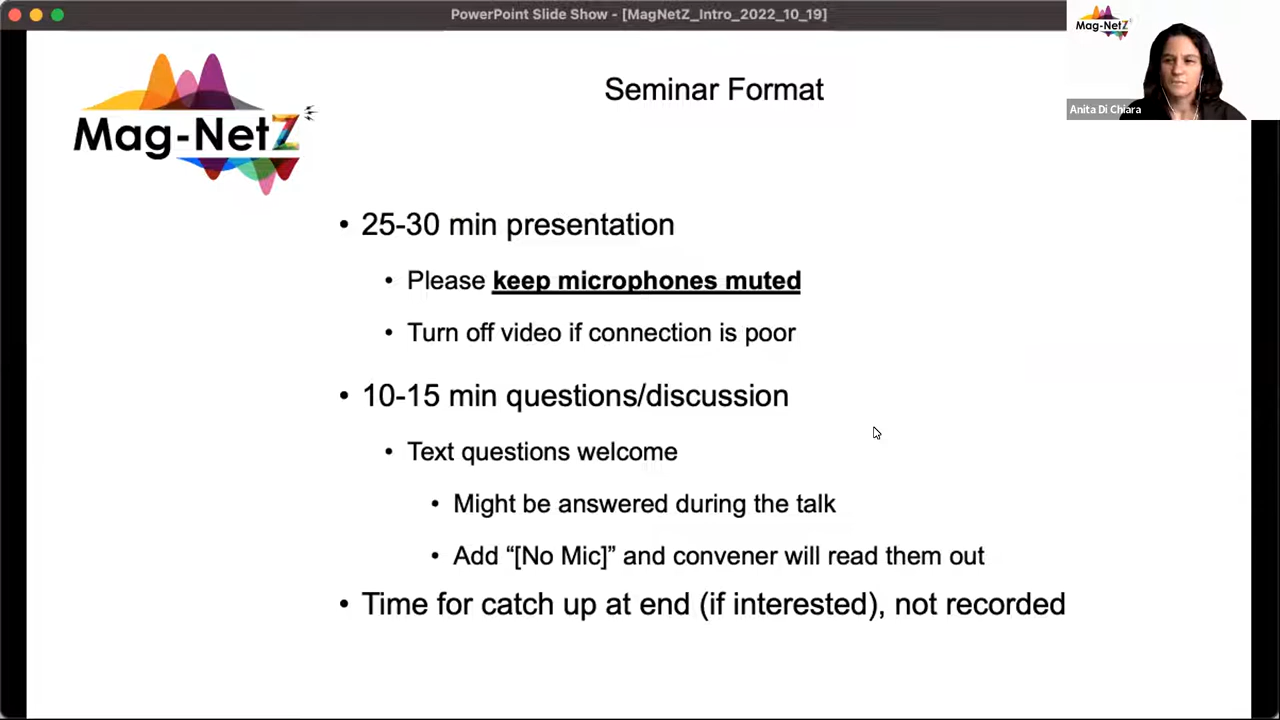 PowerPoint Slide Show - [MagNetZ_Intro_2022_10_19]
Mag-NetZ
Anita Di Chiara
Mag-NetZ
Seminar Format
• 25-30 min presentation
• Please keep microphones muted
• Turn off video if connection is poor
• 10-15 min questions/discussion
• Text questions welcome
• Might be answered during the talk
• Add “[No Mic]” and convener will read them out
• Time for catch up at end (if interested), not recorded